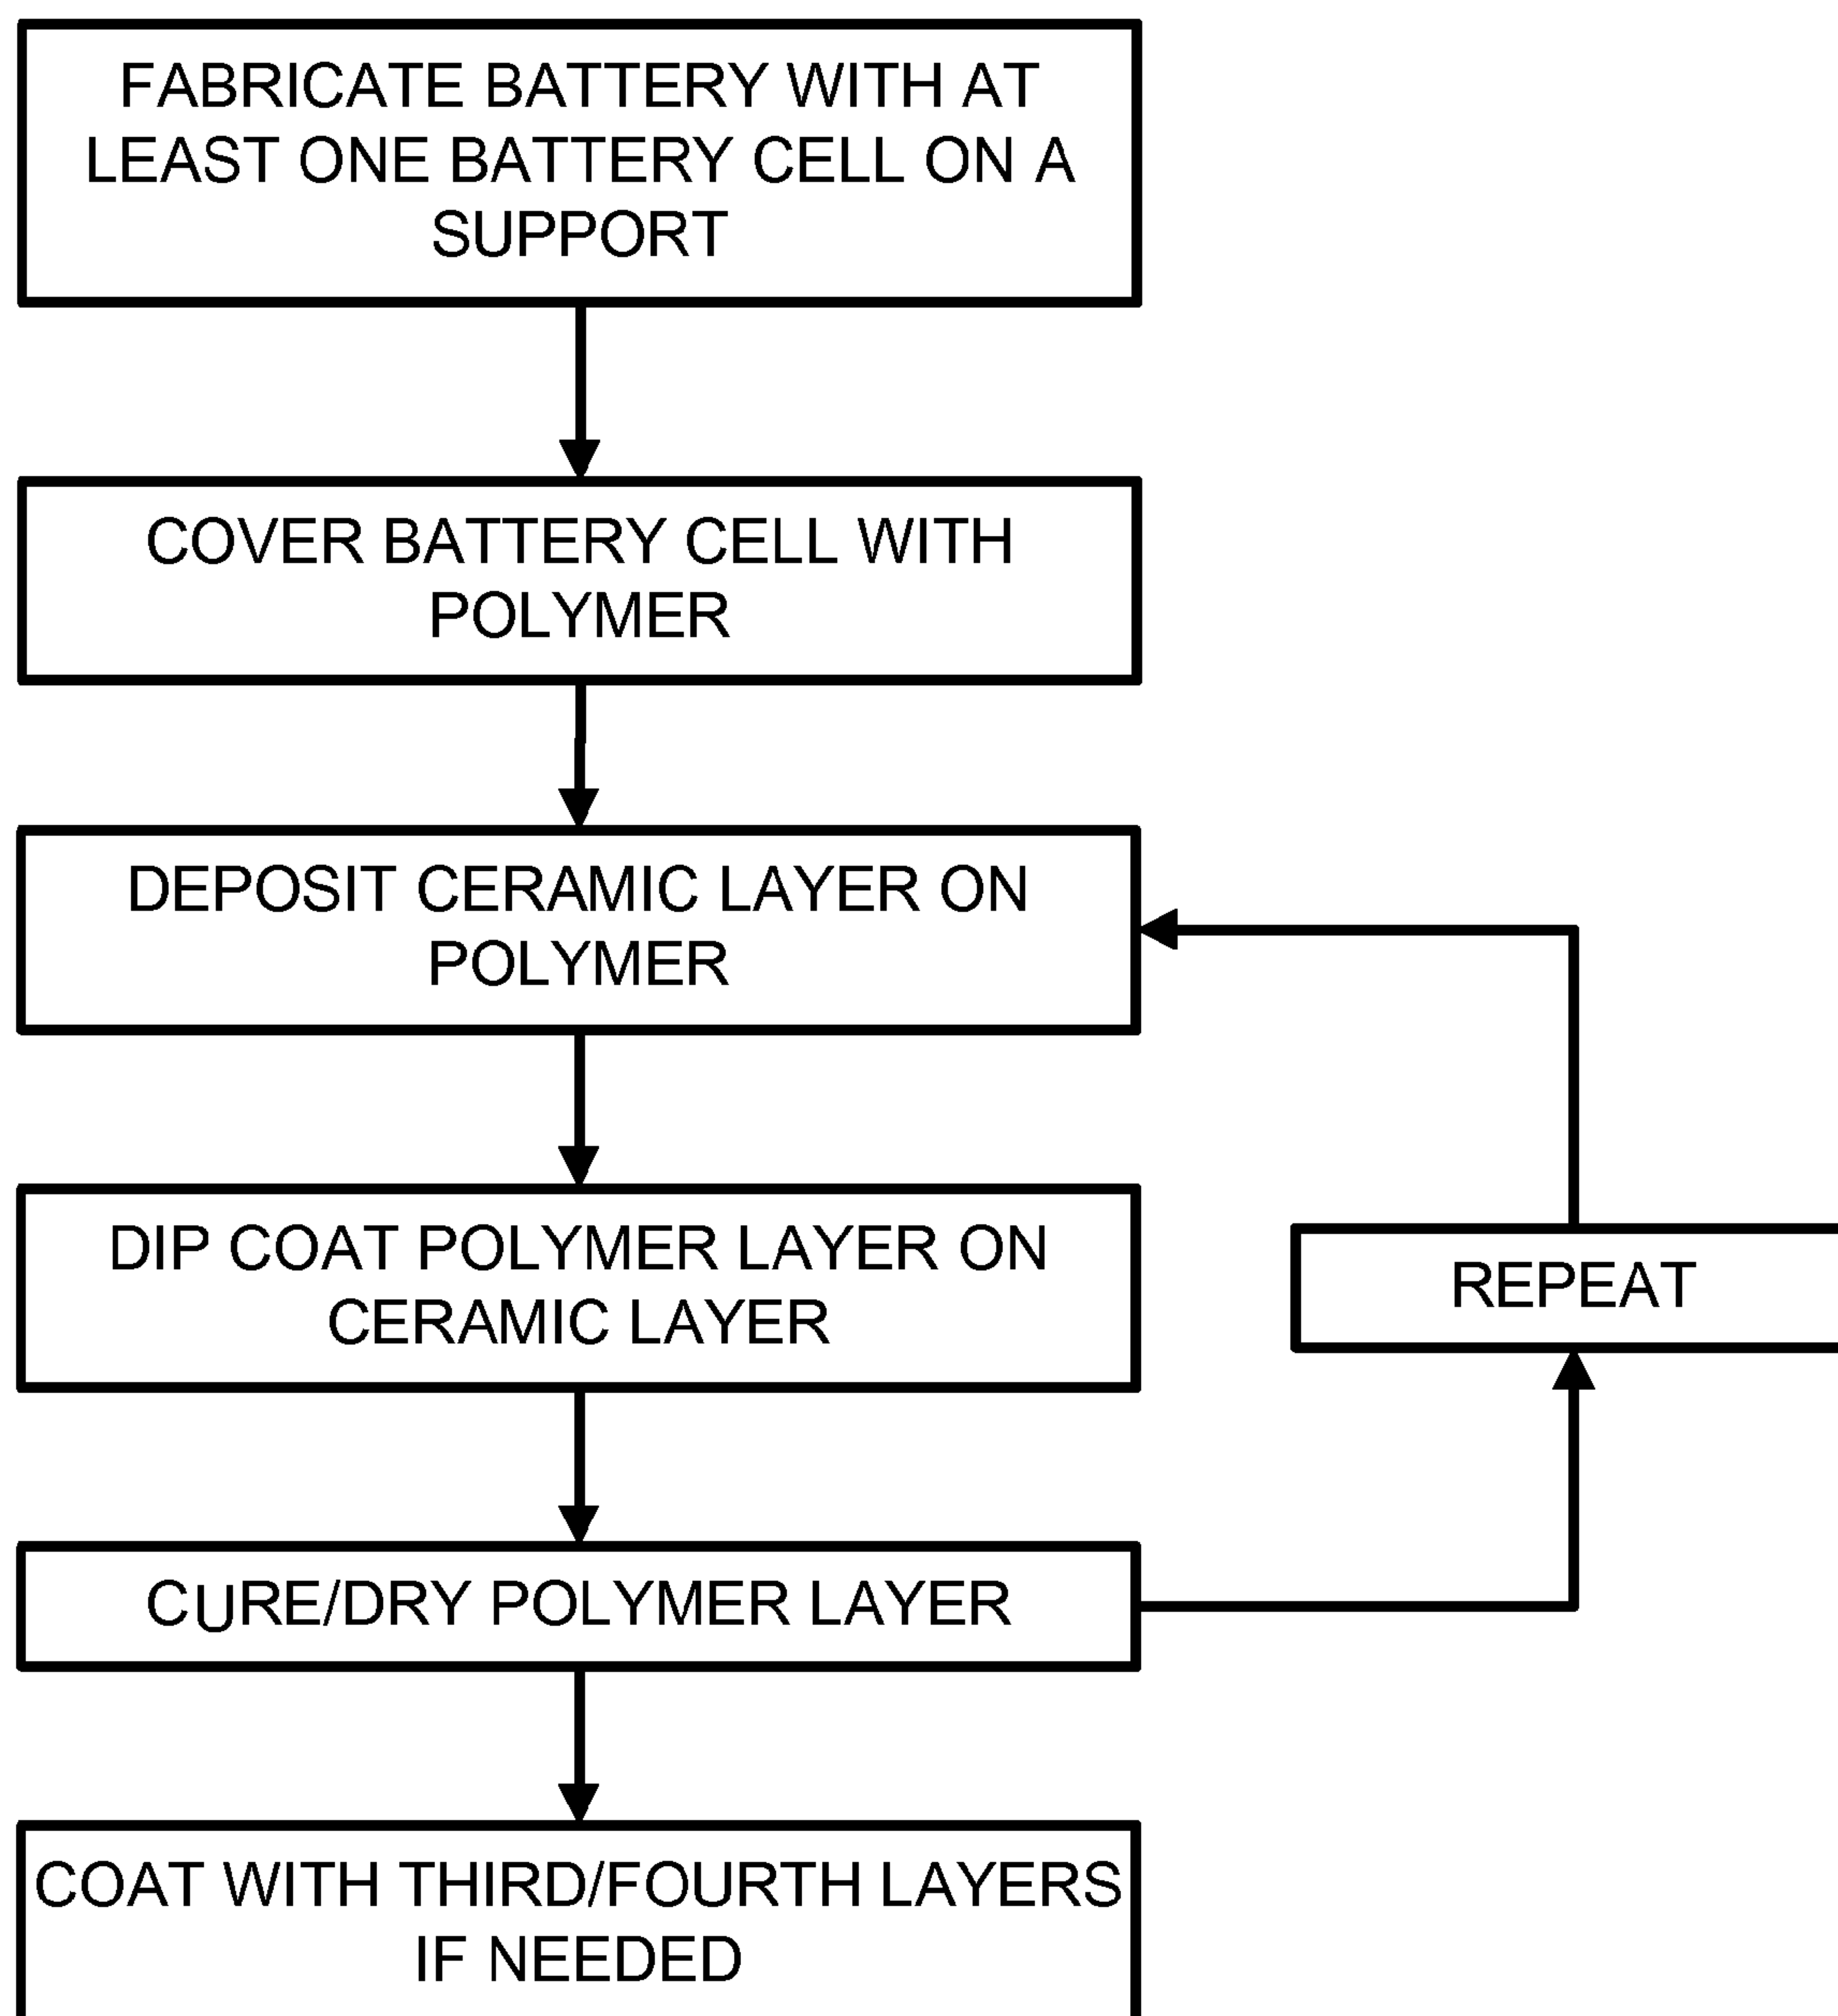 FABRICATE BATTERY WITH AT
LEAST ONE BATTERY CELL ON A
SUPPORT
COVER BATTERY CELL WITH
POLYMER
DEPOSIT CERAMIC LAYER ON
POLYMER
DIP COAT POLYMER LAYER ON
CERAMIC LAYER
REPEAT
CURE/DRY POLYMER LAYER
COAT WITH THIRD/FOURTH LAYERS
IF NEEDED